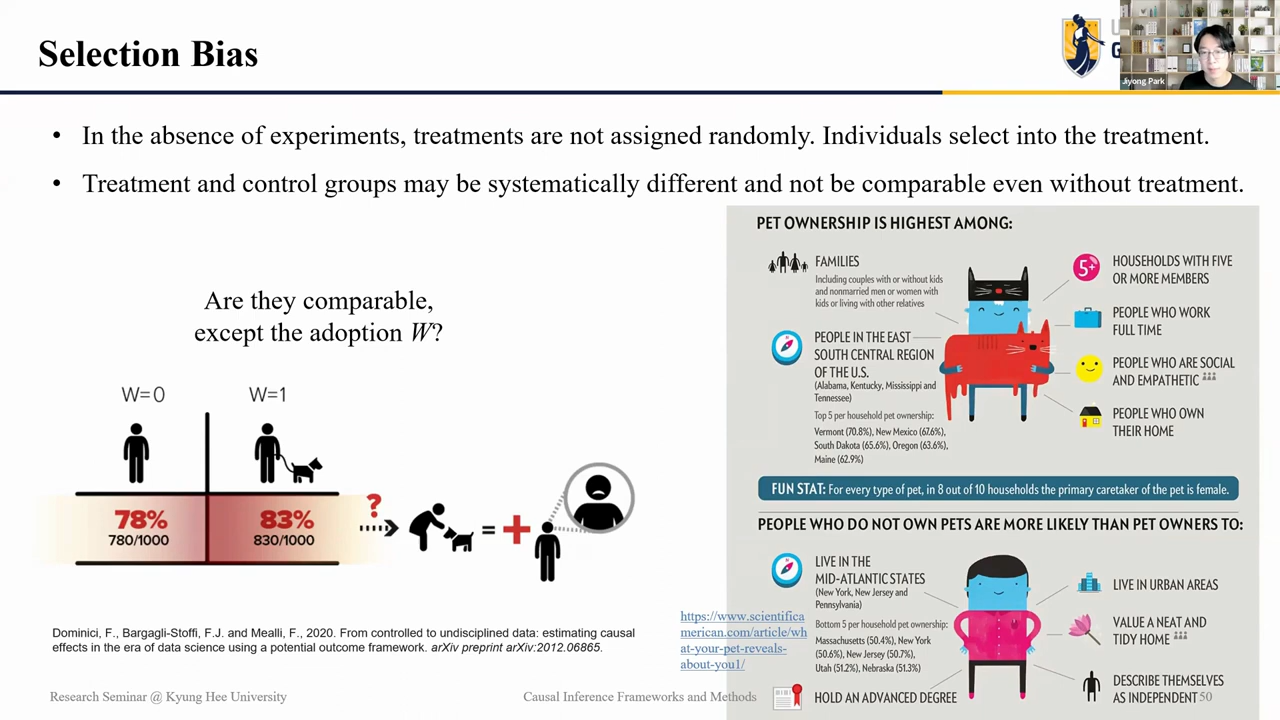 Selection Bias
Jiyong Park
• In the absence of experiments, treatments are not assigned randomly. Individuals select into the treatment.
• Treatment and control groups may be systematically different and not be comparable even without treatment.
Are they comparable,
except the adoption W?
W=0
W=1
78%
780/1000
83%
830/1000
?
=
+
Dominici, F., Bargagli-Stoffi, F.J. and Mealli, F., 2020. From controlled to undisciplined data: estimating causal
effects in the era of data science using a potential outcome framework. arXiv preprint arXiv:2012.06865.
PET OWNERSHIP IS HIGHEST AMONG:
FAMILIES
Including couples with or without kids
and nonmarried men or women with
kids or living with other relatives
PEOPLE IN THE EAST
SOUTH CENTRAL REGION
OF THE U.S.
(Alabama, Kentucky, Mississippi and
Tennessee)
Top 5 per household pet ownership:
Vermont (70.8%), New Mexico (67.6%),
South Dakota (65.6%), Oregon (63.6%),
Maine (62.9%)
5+
HOUSEHOLDS WITH FIVE
OR MORE MEMBERS
PEOPLE WHO WORK
FULL TIME
PEOPLE WHO ARE SOCIAL
AND EMPATHETIC
PEOPLE WHO OWN
THEIR HOME
FUN STAT: For every type of pet, in 8 out of 10 households the primary caretaker of the pet is female.
PEOPLE WHO DO NOT OWN PETS ARE MORE LIKELY THAN PET OWNERS TO:
LIVE IN THE
MID-ATLANTIC STATES
(New York, New Jersey and
Pennsylvania)
Bottom 5 per household pet ownership:
Massachusetts (50.4%), New York
(50.6%), New Jersey (50.7%),
Utah (51.2%), Nebraska (51.3%)
HOLD AN ADVANCED DEGREE
LIVE IN URBAN AREAS
VALUE A NEAT AND
TIDY HOME
DESCRIBE THEMSELVES
AS INDEPENDENT
https://www.scientifica
merican.com/article/wh
at-your-pet-reveals-
about-you1/
Research Seminar @ Kyung Hee University
Causal Inference Frameworks and Methods
50